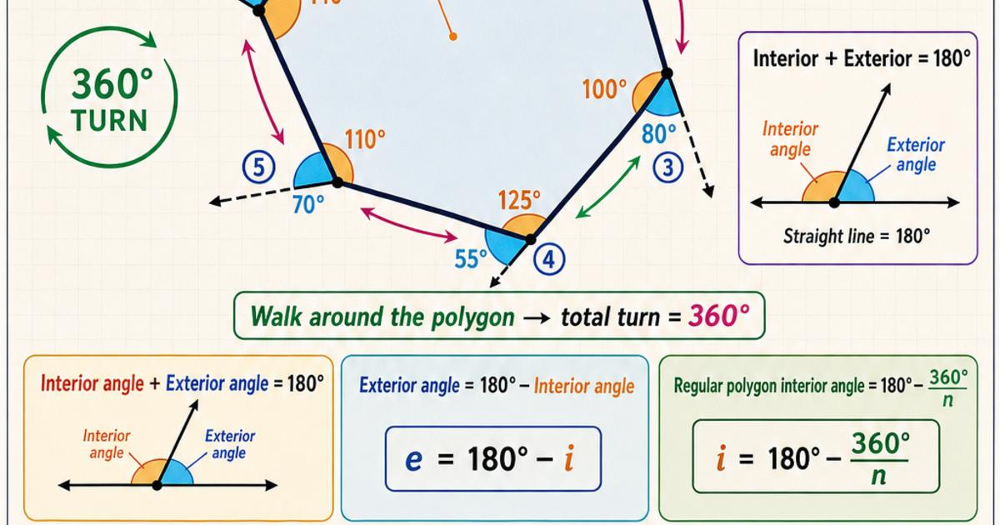 360°
TURN
100°
80°
3
110°
5
70°
125°
55°
4
Interior + Exterior = 180°
Interior
angle
Exterior
angle
Straight line = 180°
Walk around the polygon → total turn = 360°
Interior angle + Exterior angle = 180°
Interior
angle
Exterior
angle
Exterior angle = 180° − Interior angle
e = 180° − i
Regular polygon interior angle = 180° − 360°/n
i = 180° − 360°/n